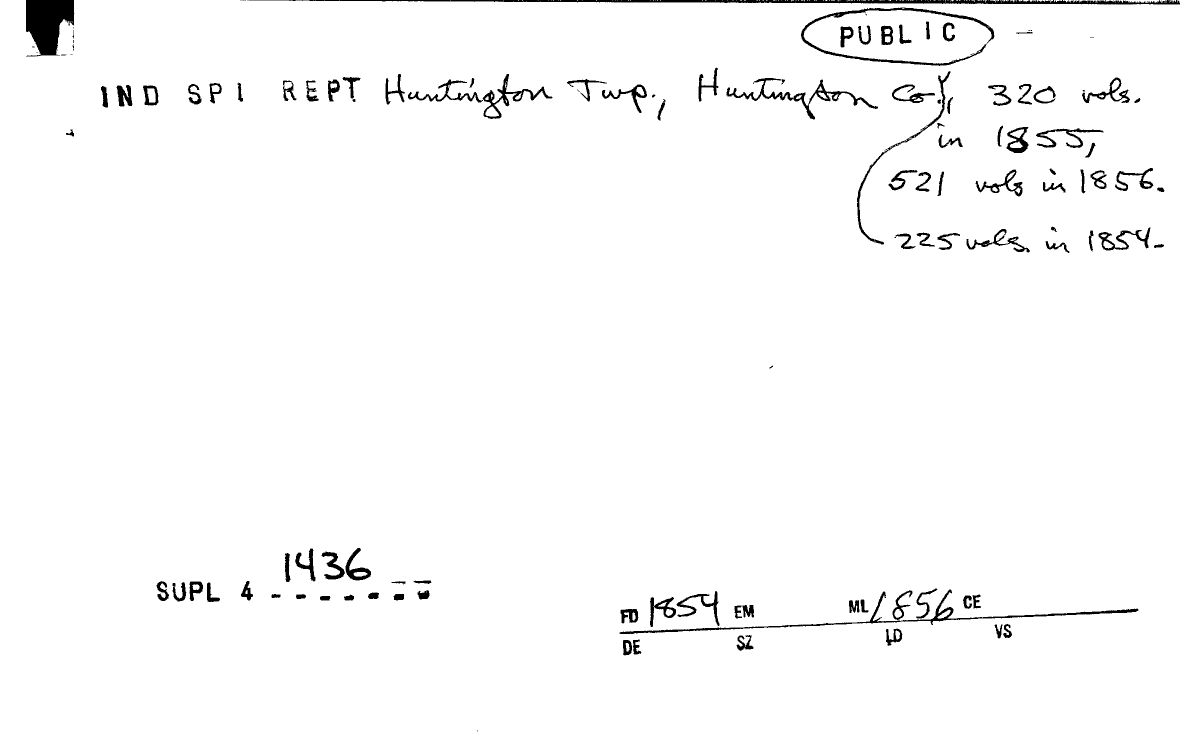 PUBLIC –
IND SPI REPT Huntington Twp., Huntington Co., 320 vols.
in 1855,
521 vols in 1856.
225 vols. in 1854-
1436
SUPL 4 - - - - - - -
FD 1854 EM ML 1856 CE
DE SZ LD VS